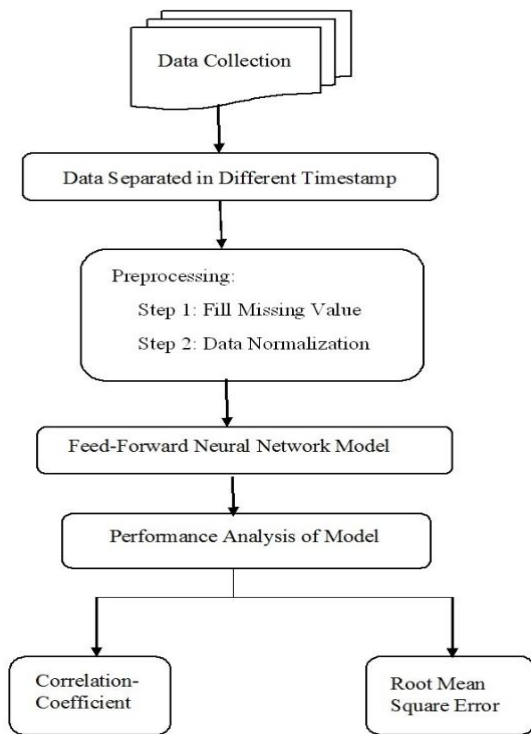 Data Collection
Data Separated in Different Timestamp
Preprocessing:
Step 1: Fill Missing Value
Step 2: Data Normalization
Feed-Forward Neural Network Model
Performance Analysis of Model
Correlation-
Coefficient
Root Mean
Square Error